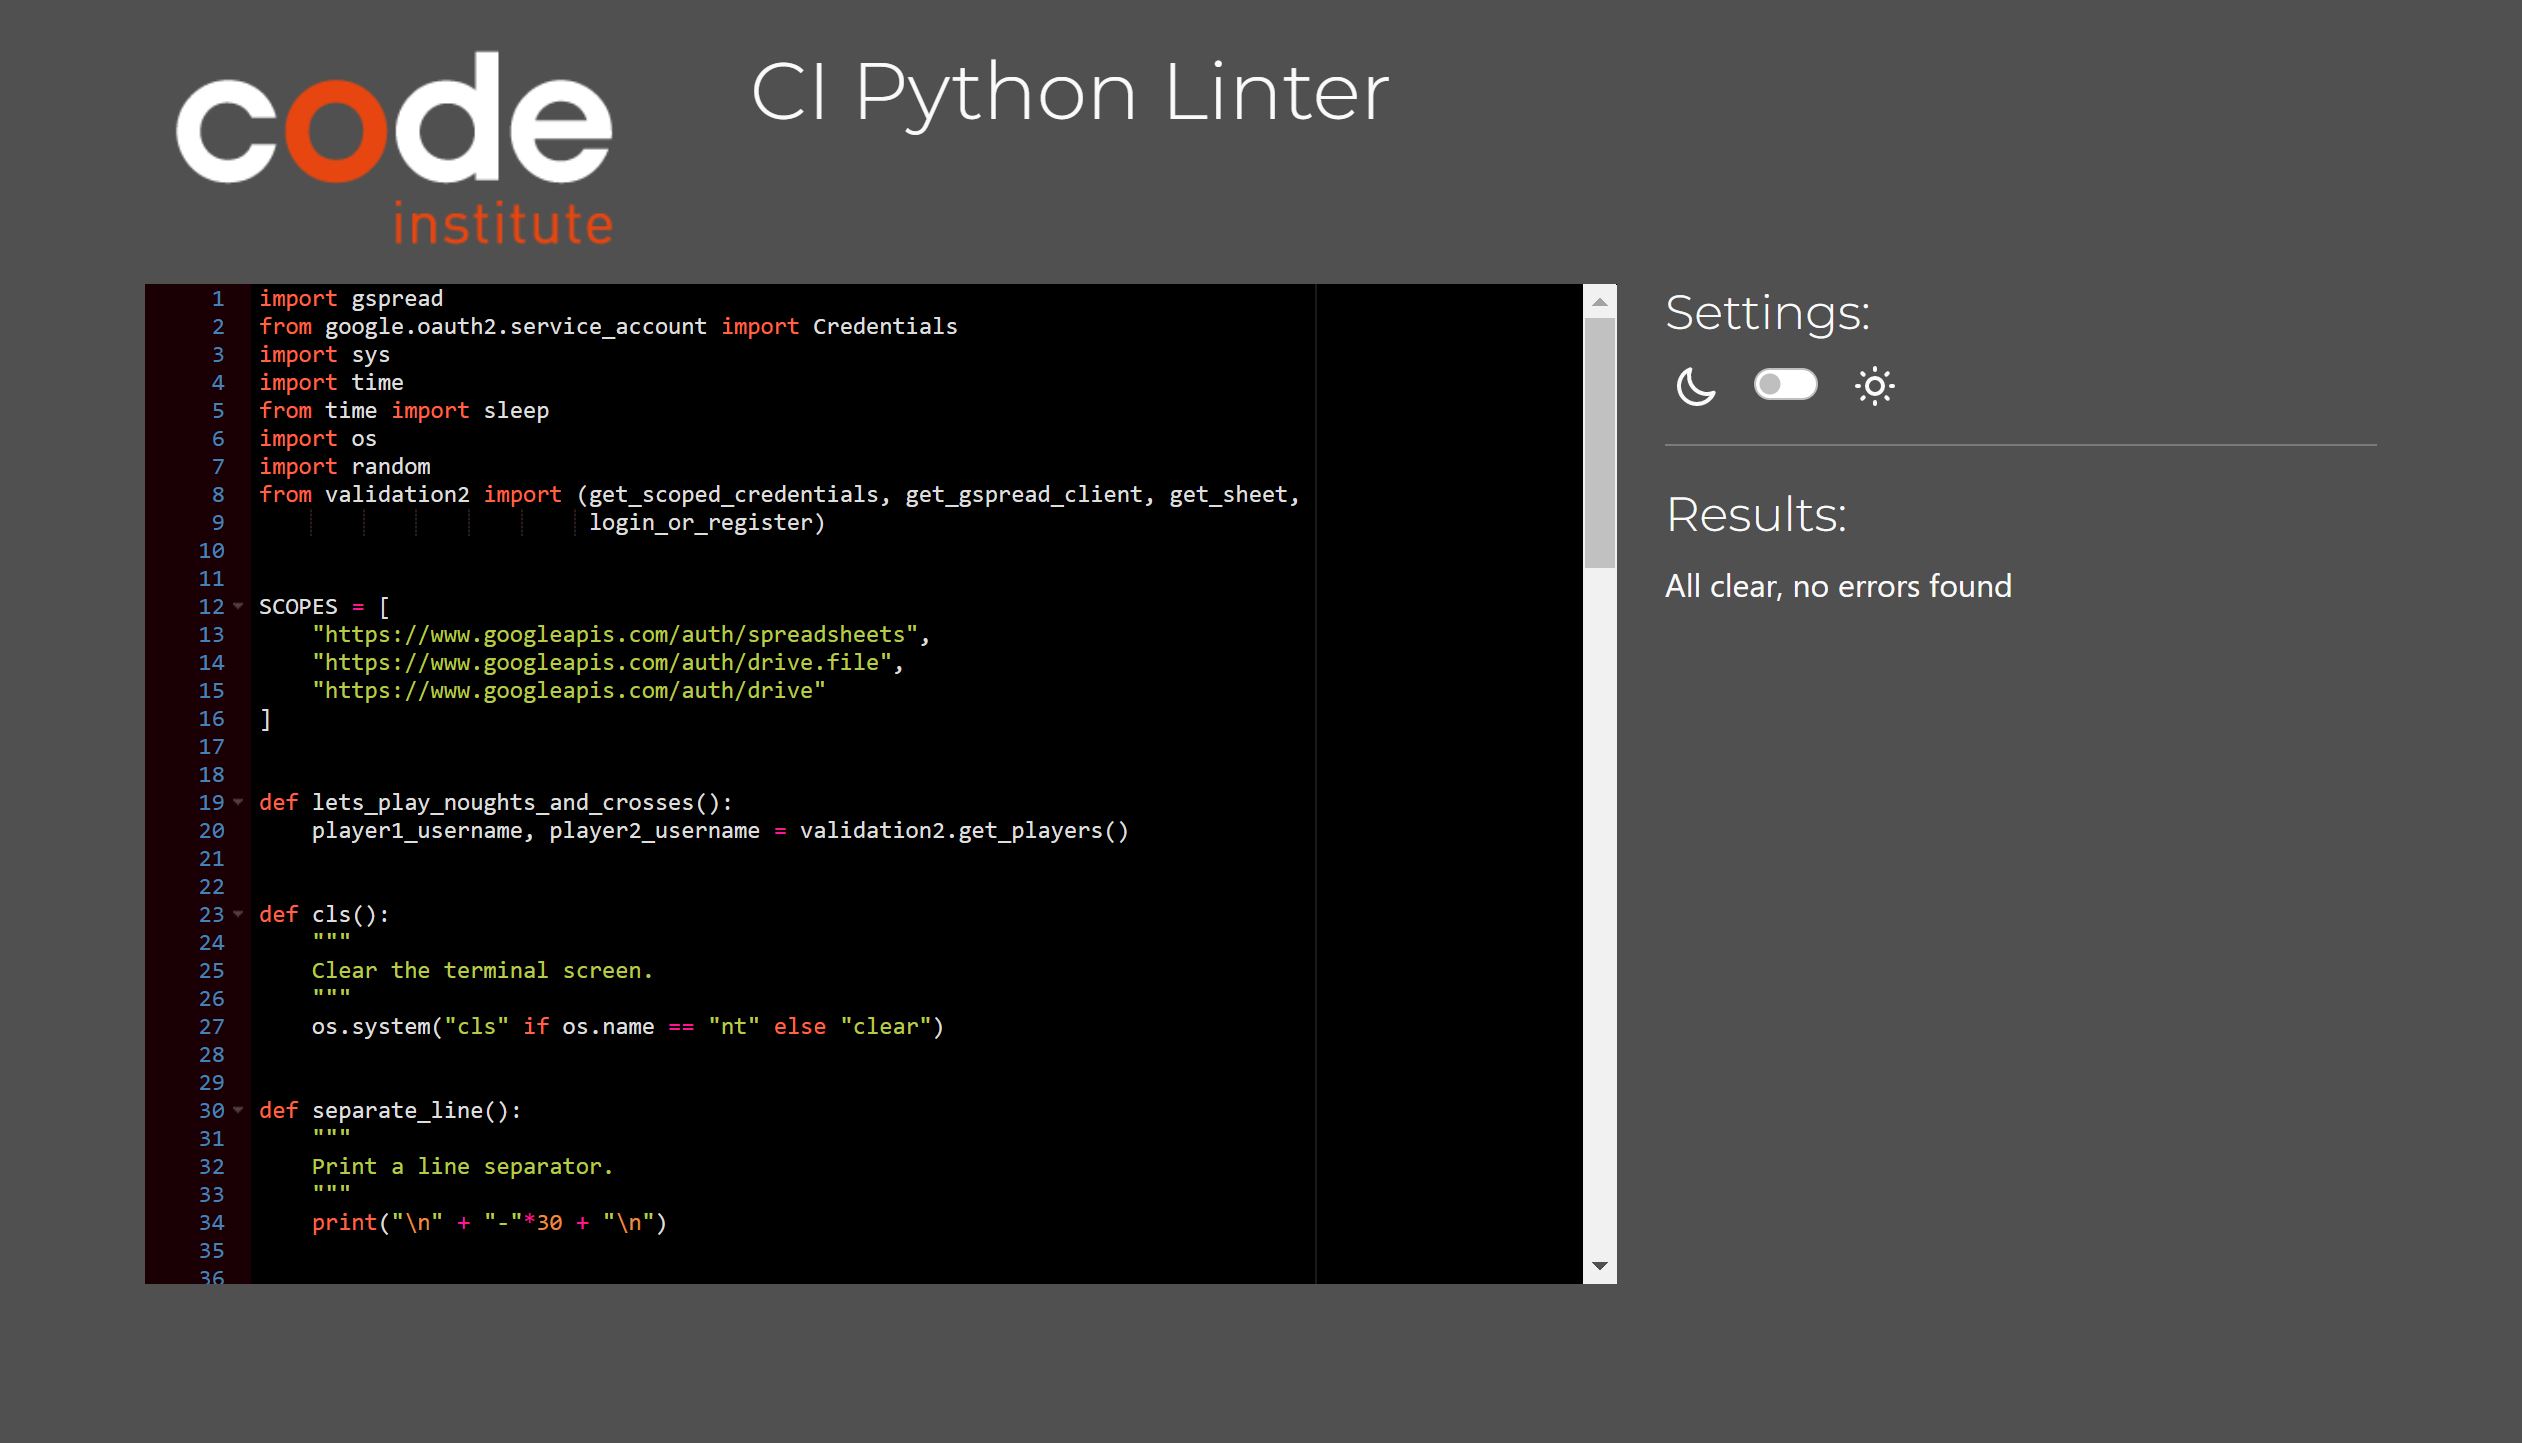 code
institute
CI Python Linter
1 import gspread
2 from google.oauth2.service_account import Credentials
3 import sys
4 import time
5 from time import sleep
6 import os
7 import random
8 from validation2 import (get_scoped_credentials, get_gspread_client, get_sheet,
9                          login_or_register)
10
11
12 SCOPES = [
13     "https://www.googleapis.com/auth/spreadsheets",
14     "https://www.googleapis.com/auth/drive.file",
15     "https://www.googleapis.com/auth/drive"
16 ]
17
18
19 def lets_play_noughts_and_crosses():
20     player1_username, player2_username = validation2.get_players()
21
22
23 def cls():
24     """
25     Clear the terminal screen.
26     """
27     os.system("cls" if os.name == "nt" else "clear")
28
29
30 def separate_line():
31     """
32     Print a line separator.
33     """
34     print("\n" + "-"*30 + "\n")
35
36
Settings:
Results:
All clear, no errors found